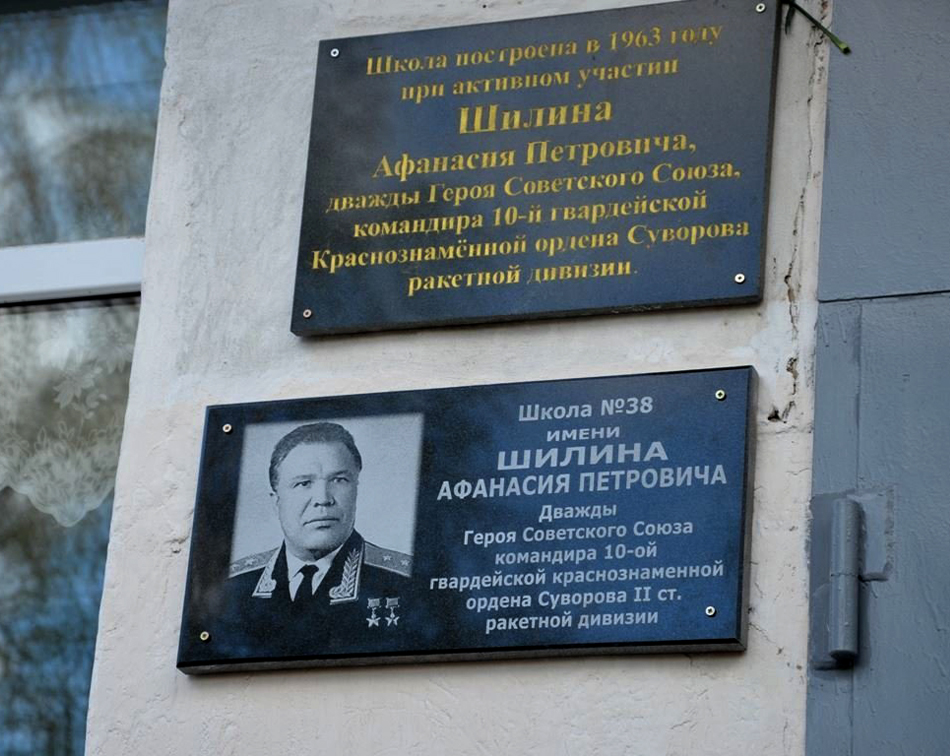 Школа построена в 1963 году
при активном участии
Шилина
Афанасия Петровича,
дважды Героя Советского Союза,
командира 10-й гвардейской
Краснознамённой ордена Суворова
ракетной дивизии.
Школа №38
ИМЕНИ
ШИЛИНА
АФАНАСИЯ ПЕТРОВИЧА
Дважды
Героя Советского Союза
командира 10-ой
гвардейской краснознаменной
ордена Суворова II ст.
ракетной дивизии